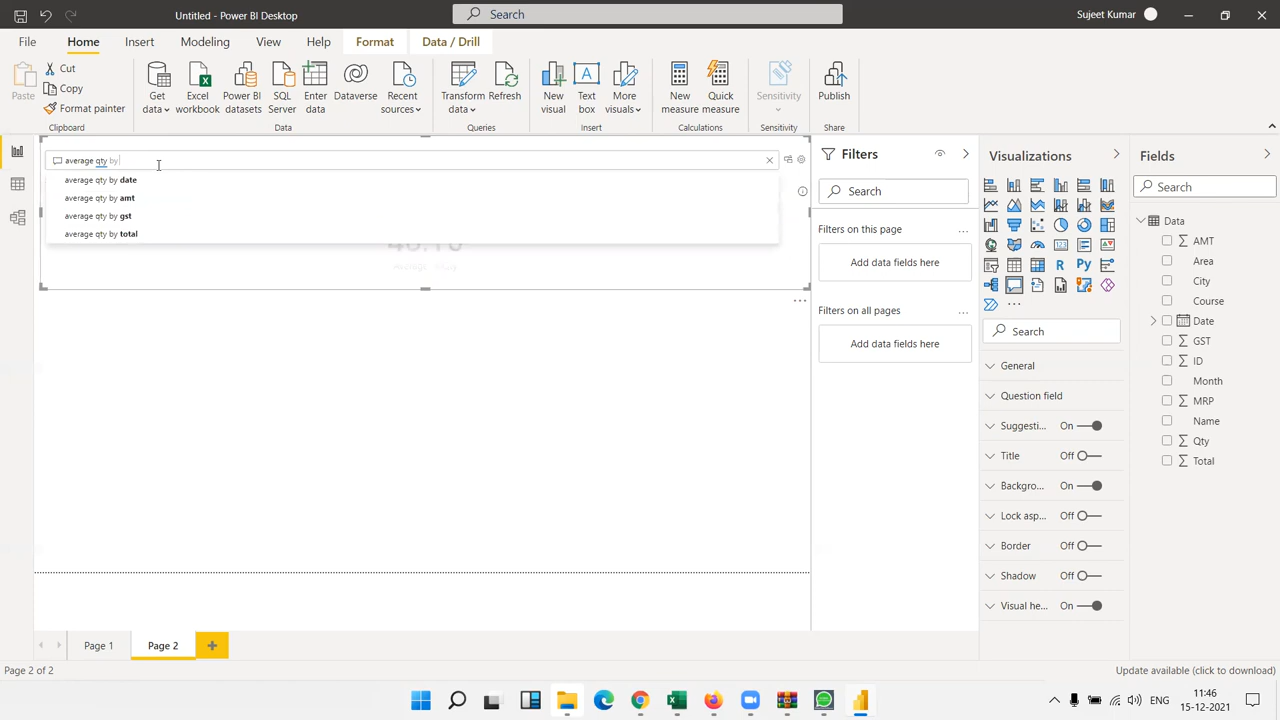 Untitled - Power BI Desktop
Search
Sujeet Kumar
File
Home
Insert
Modeling
View
Help
Format
Data / Drill
Paste
Cut
Copy
Format painter
Clipboard
Get data
Excel workbook
Power BI datasets
SQL Server
Enter data
Dataverse
Recent sources
Data
Transform data
Refresh
Queries
New visual
Text box
More visuals
Insert
New measure
Quick measure
Calculations
Sensitivity
Sensitivity
Publish
Share
average qty by
average qty by date
average qty by amt
average qty by gst
average qty by total
Filters
Search
Filters on this page
...
Add data fields here
Filters on all pages
...
Add data fields here
Visualizations
R
Py
...
Search
General
Question field
Suggesti... On
Title Off
Backgro... On
Lock asp... Off
Border Off
Shadow Off
Visual he... On
Fields
Search
Data
AMT
Area
City
Course
Date
GST
ID
Month
MRP
Name
Qty
Total
Page 1
Page 2
Page 2 of 2
Update available (click to download)
ENG
11:46
15-12-2021